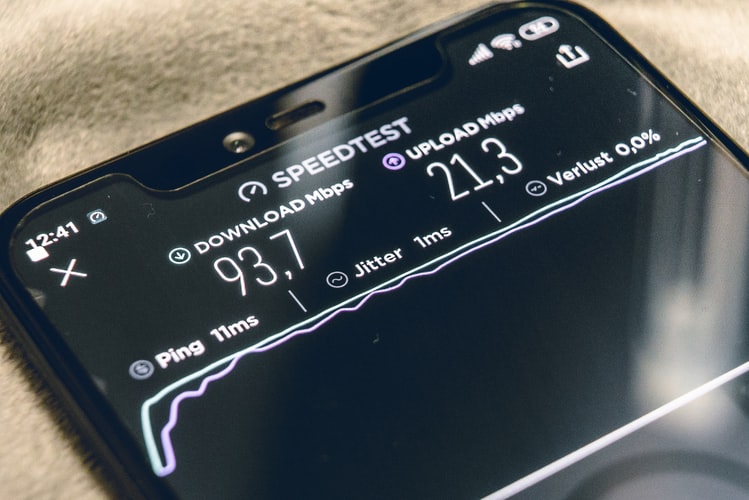 12:41
SPEEDTEST
DOWNLOAD Mbps
93,7
UPLOAD Mbps
21,3
Ping 11ms
Jitter 1ms
Verlust 0,0%